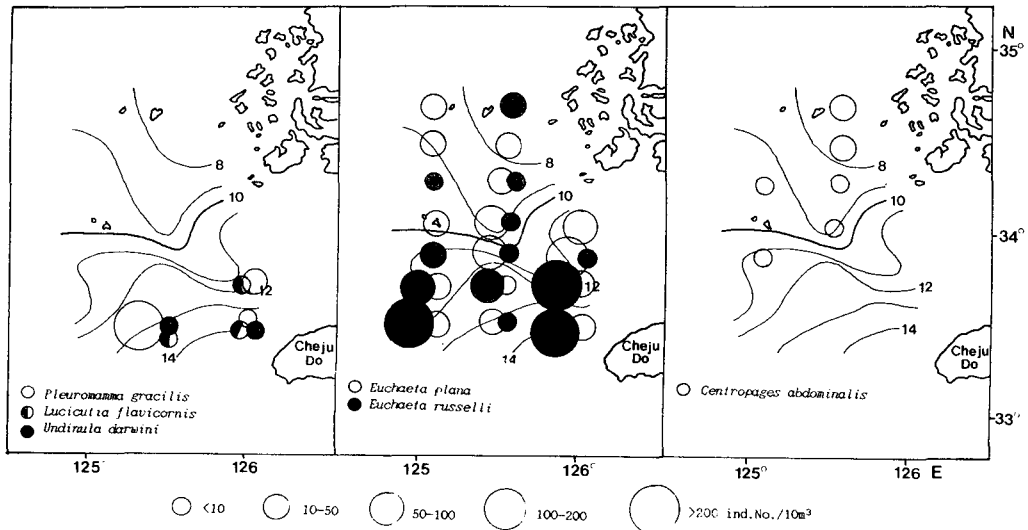 N
35°
34°
33°
8
10
12
14
Cheju
Do
Pleuromamma gracilis
Lucicutia flavicornis
Undinula darwini
8
10
12
14
Cheju
Do
Euchaeta plana
Euchaeta russelli
8
10
12
14
Cheju
Do
Centropages abdominalis
125° 126 125 126° 125° 126 E
<10 10-50 50-100 100-200 >200 ind.No./10m³